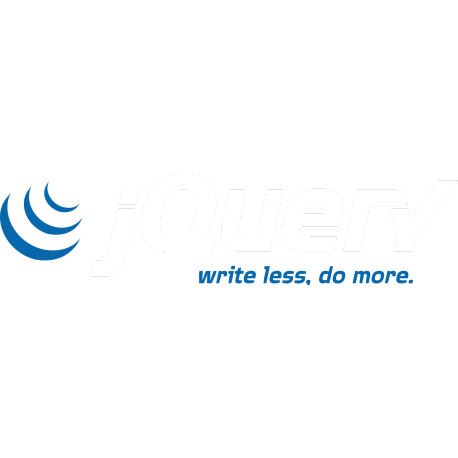 jQuery
write less, do more.